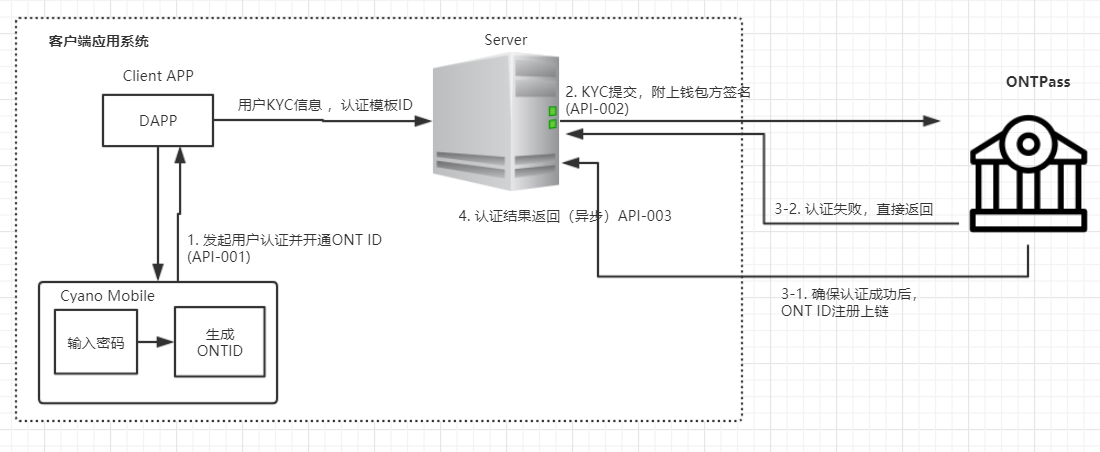 客户端应用系统
Client APP
DAPP
用户KYC信息 ，认证模板ID
Server
2. KYC提交，附上钱包方签名
(API-002)
ONTPass
4. 认证结果返回（异步）API-003
3-2. 认证失败，直接返回
1. 发起用户认证并开通ONT ID
(API-001)
Cyano Mobile
输入密码
生成
ONTID
3-1. 确保认证成功后，
ONT ID注册上链